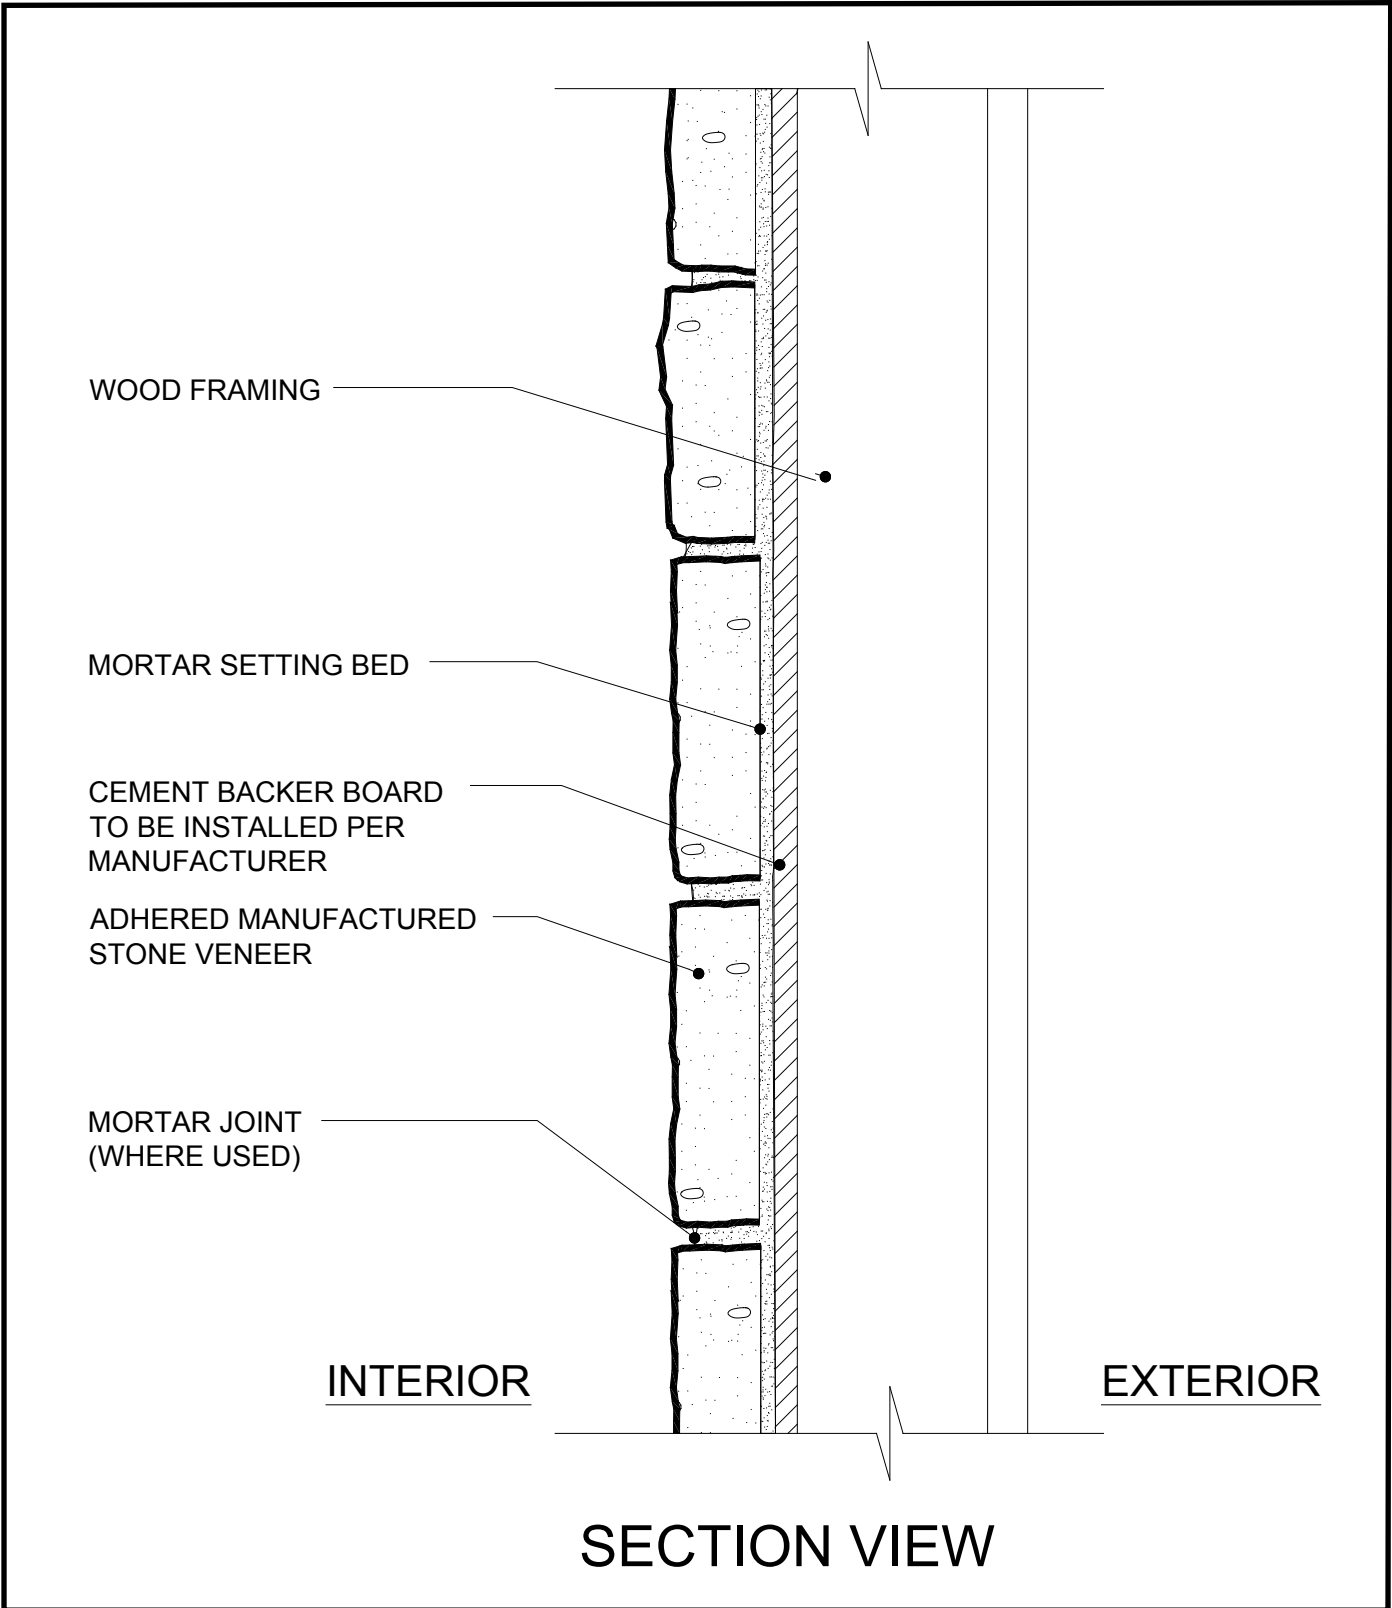 WOOD FRAMING
MORTAR SETTING BED
CEMENT BACKER BOARD
TO BE INSTALLED PER
MANUFACTURER
ADHERED MANUFACTURED
STONE VENEER
MORTAR JOINT
(WHERE USED)
INTERIOR
EXTERIOR
SECTION VIEW